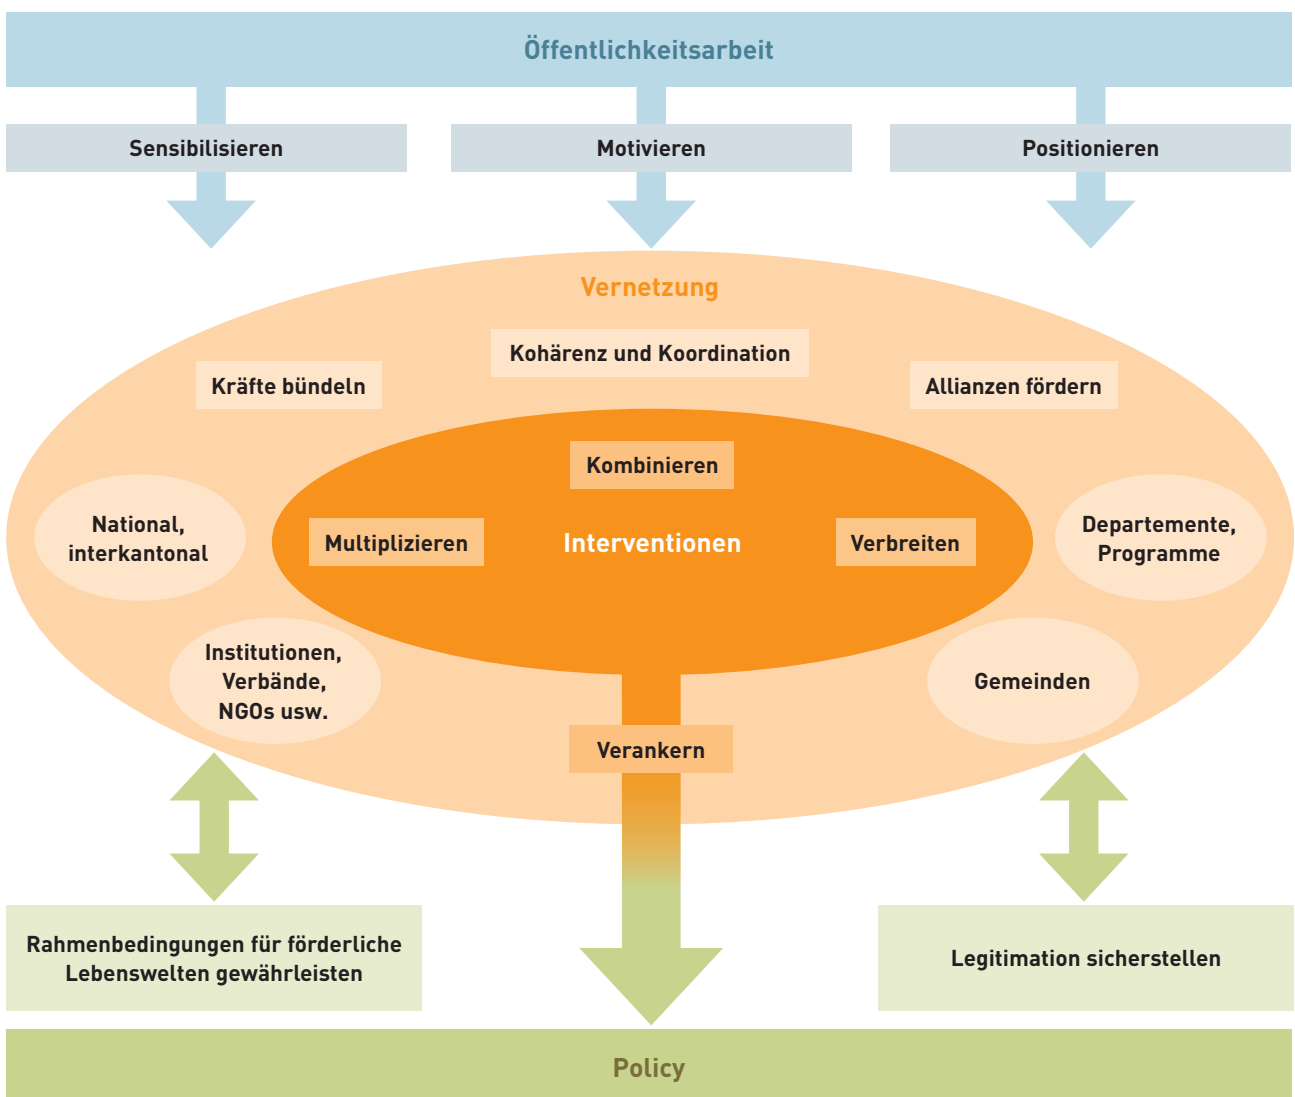 Öffentlichkeitsarbeit
Sensibilisieren
Motivieren
Positionieren
Vernetzung
Kohärenz und Koordination
Kräfte bündeln
Allianzen fördern
Kombinieren
National,
interkantonal
Multiplizieren
Interventionen
Verbreiten
Departemente,
Programme
Institutionen,
Verbände,
NGOs usw.
Gemeinden
Verankern
Rahmenbedingungen für förderliche
Lebenswelten gewährleisten
Legitimation sicherstellen
Policy